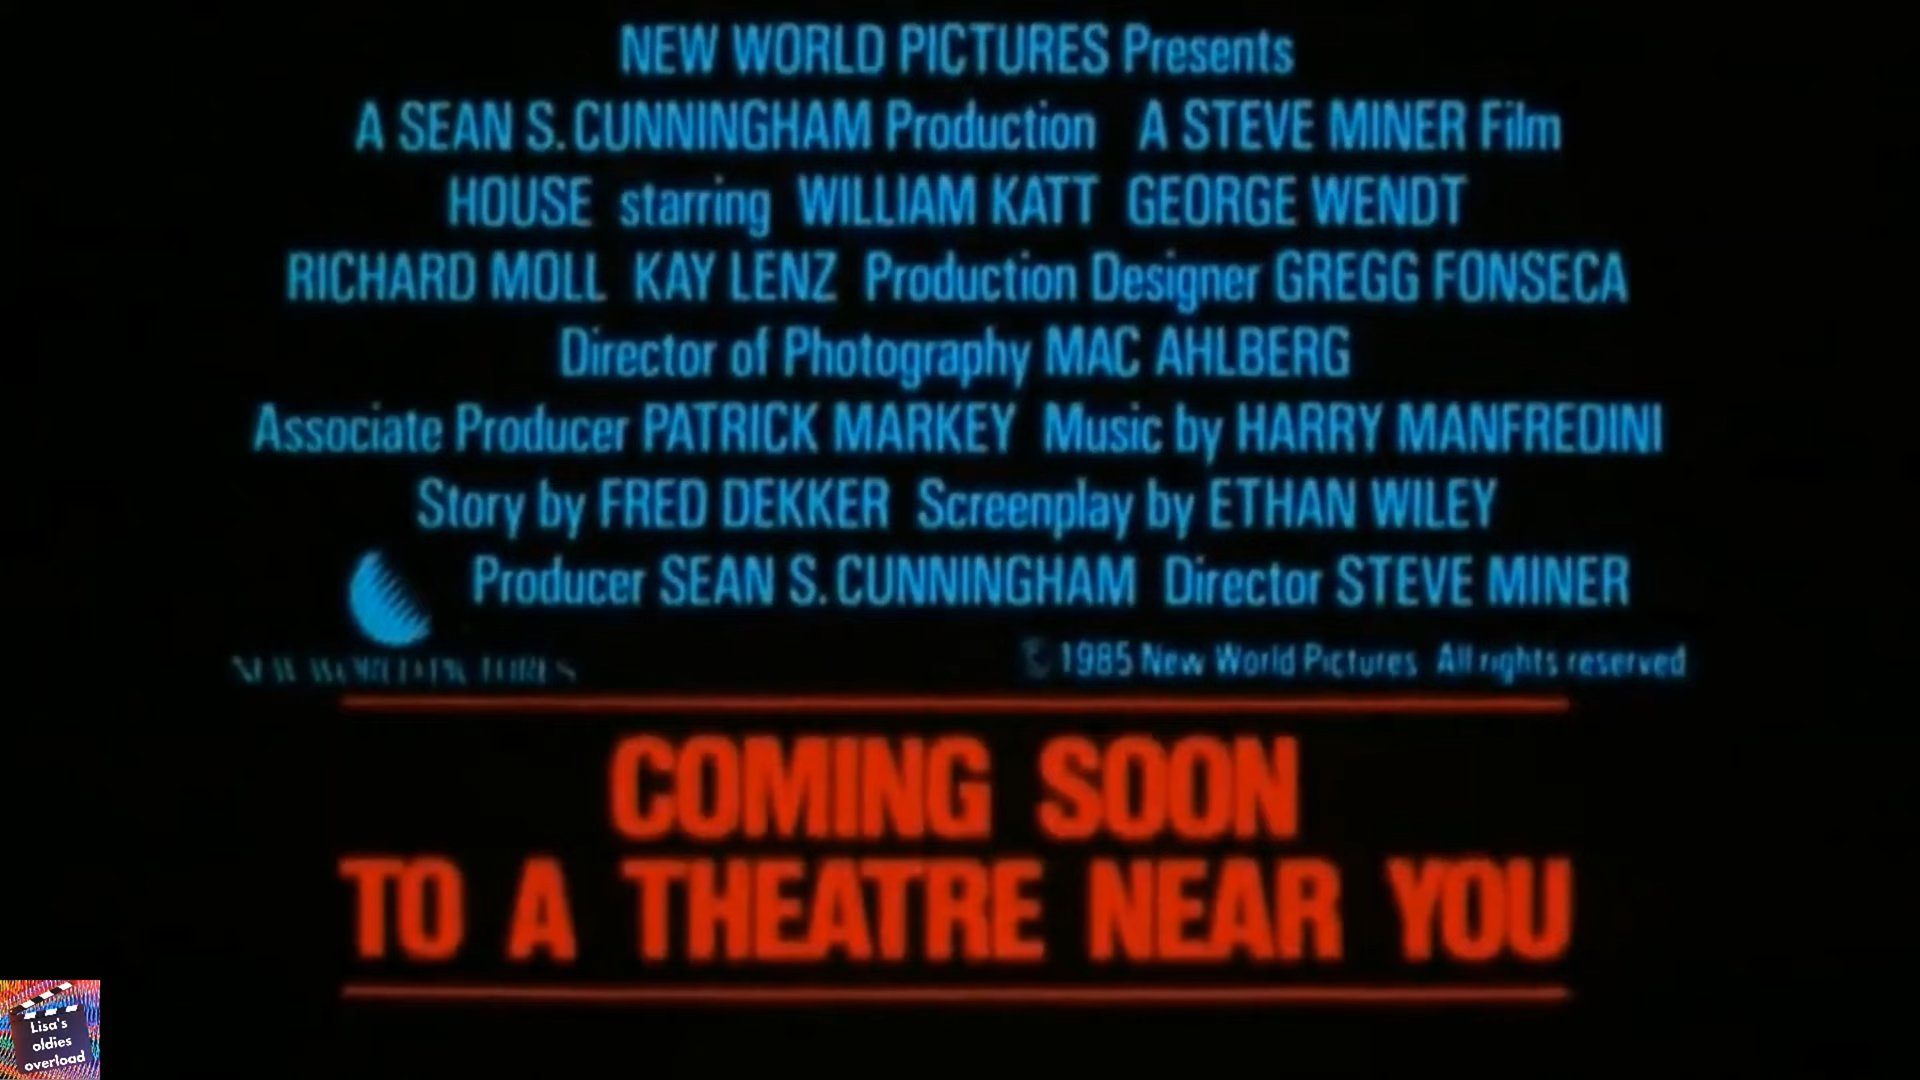 NEW WORLD PICTURES Presents
A SEAN S. CUNNINGHAM Production A STEVE MINER Film
HOUSE starring WILLIAM KATT GEORGE WENDT
RICHARD MOLL KAY LENZ Production Designer GREGG FONSECA
Director of Photography MAC AHLBERG
Associate Producer PATRICK MARKEY Music by HARRY MANFREDINI
Story by FRED DEKKER Screenplay by ETHAN WILEY
Producer SEAN S. CUNNINGHAM Director STEVE MINER
NEW WORLD PICTURES
© 1985 New World Pictures All rights reserved
COMING SOON
TO A THEATRE NEAR YOU
Lisa's
oldies
overload